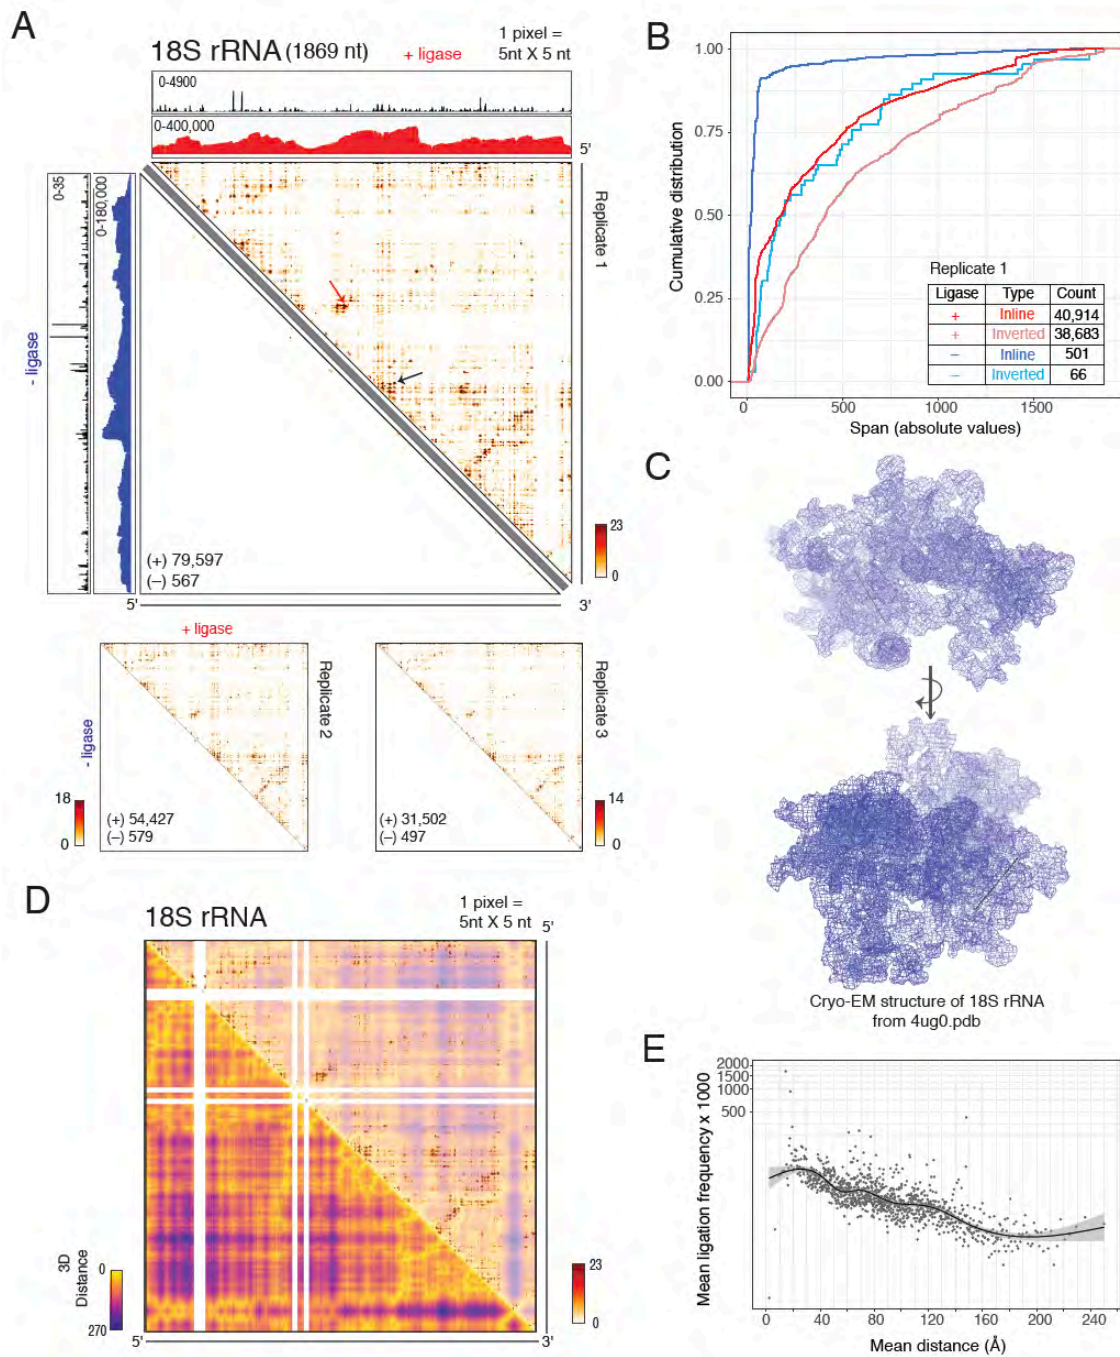 A
18S rRNA (1869 nt)
+ ligase
1 pixel =
5nt X 5 nt
0-4900
0-400,000
5'
0-35
0-180,000
- ligase
Replicate 1
(+) 79,597
(–) 567
23
0
5'
3'
+ ligase
Replicate 2
- ligase
18
0
(+) 54,427
(–) 579
Replicate 3
(+) 31,502
(–) 497
14
0
B
Cumulative distribution
1.00
0.75
0.50
0.25
0.00
0
500
1000
1500
Span (absolute values)
Replicate 1
Ligase Type Count
+ Inline 40,914
+ Inverted 38,683
– Inline 501
– Inverted 66
C
Cryo-EM structure of 18S rRNA
from 4ug0.pdb
D
18S rRNA
1 pixel =
5nt X 5 nt
5'
3D
Distance
0
270
23
0
5'
3'
E
Mean ligation frequency x 1000
2000
1500
1000
500
0 40 80 120 160 200 240
Mean distance (Å)